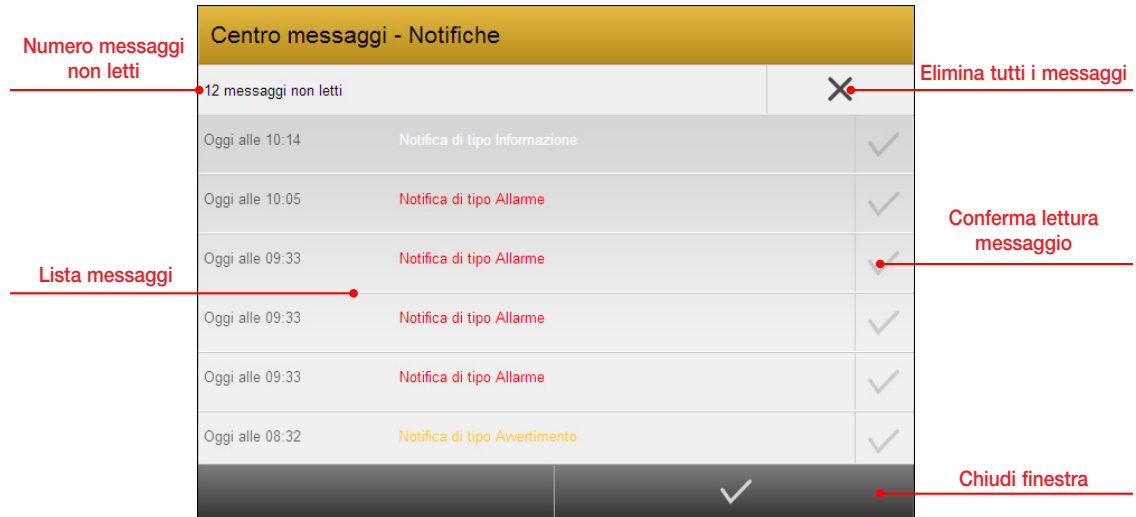 Centro messaggi - Notifiche
Numero messaggi
non letti
12 messaggi non letti
Elimina tutti i messaggi
Oggi alle 10:14 Notifica di tipo Informazione
Oggi alle 10:05 Notifica di tipo Allarme
Conferma lettura
messaggio
Oggi alle 09:33 Notifica di tipo Allarme
Lista messaggi
Oggi alle 09:33 Notifica di tipo Allarme
Oggi alle 09:33 Notifica di tipo Allarme
Oggi alle 08:32 Notifica di tipo Avvertimento
Chiudi finestra